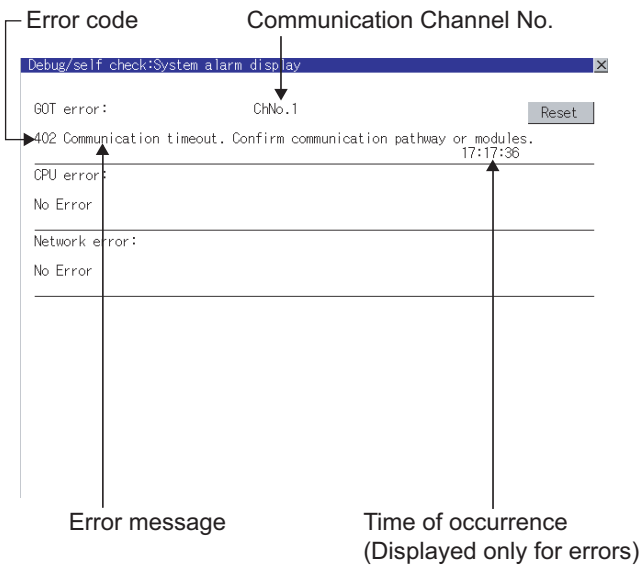 Error code
Communication Channel No.
Debug/self check:System alarm display
GOT error:
ChNo.1
Reset
402 Communication timeout. Confirm communication pathway or modules.
17:17:36
CPU error:
No Error
Network error:
No Error
Error message
Time of occurrence
(Displayed only for errors)